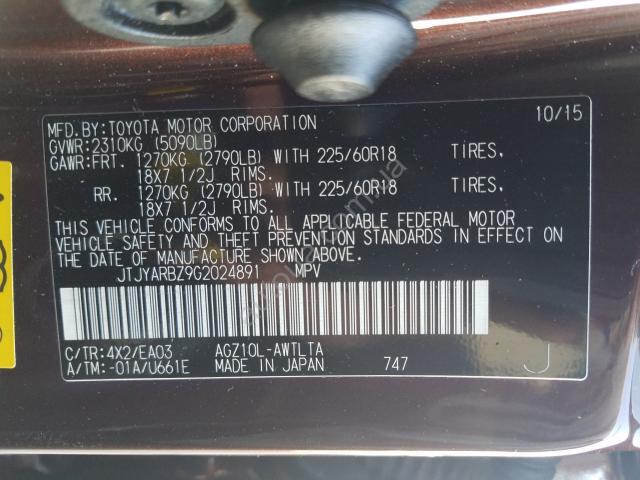 MFD.BY:TOYOTA MOTOR CORPORATION 10/15
GVWR:2310KG (5090LB)
GAWR:FRT. 1270KG (2790LB) WITH 225/60R18 TIRES.
18X7 1/2J RIMS.
RR. 1270KG (2790LB) WITH 225/60R18 TIRES.
18X7 1/2J RIMS.
THIS VEHICLE CONFORMS TO ALL APPLICABLE FEDERAL MOTOR
VEHICLE SAFETY AND THEFT PREVENTION STANDARDS IN EFFECT ON
THE DATE OF MANUFACTURE SHOWN ABOVE.
JTJYARBZ9G2024891 MPV
C/TR:4X2/EA03 AGZ10L-AWTLTA
A/TM:-01A/U661E MADE IN JAPAN 747 J